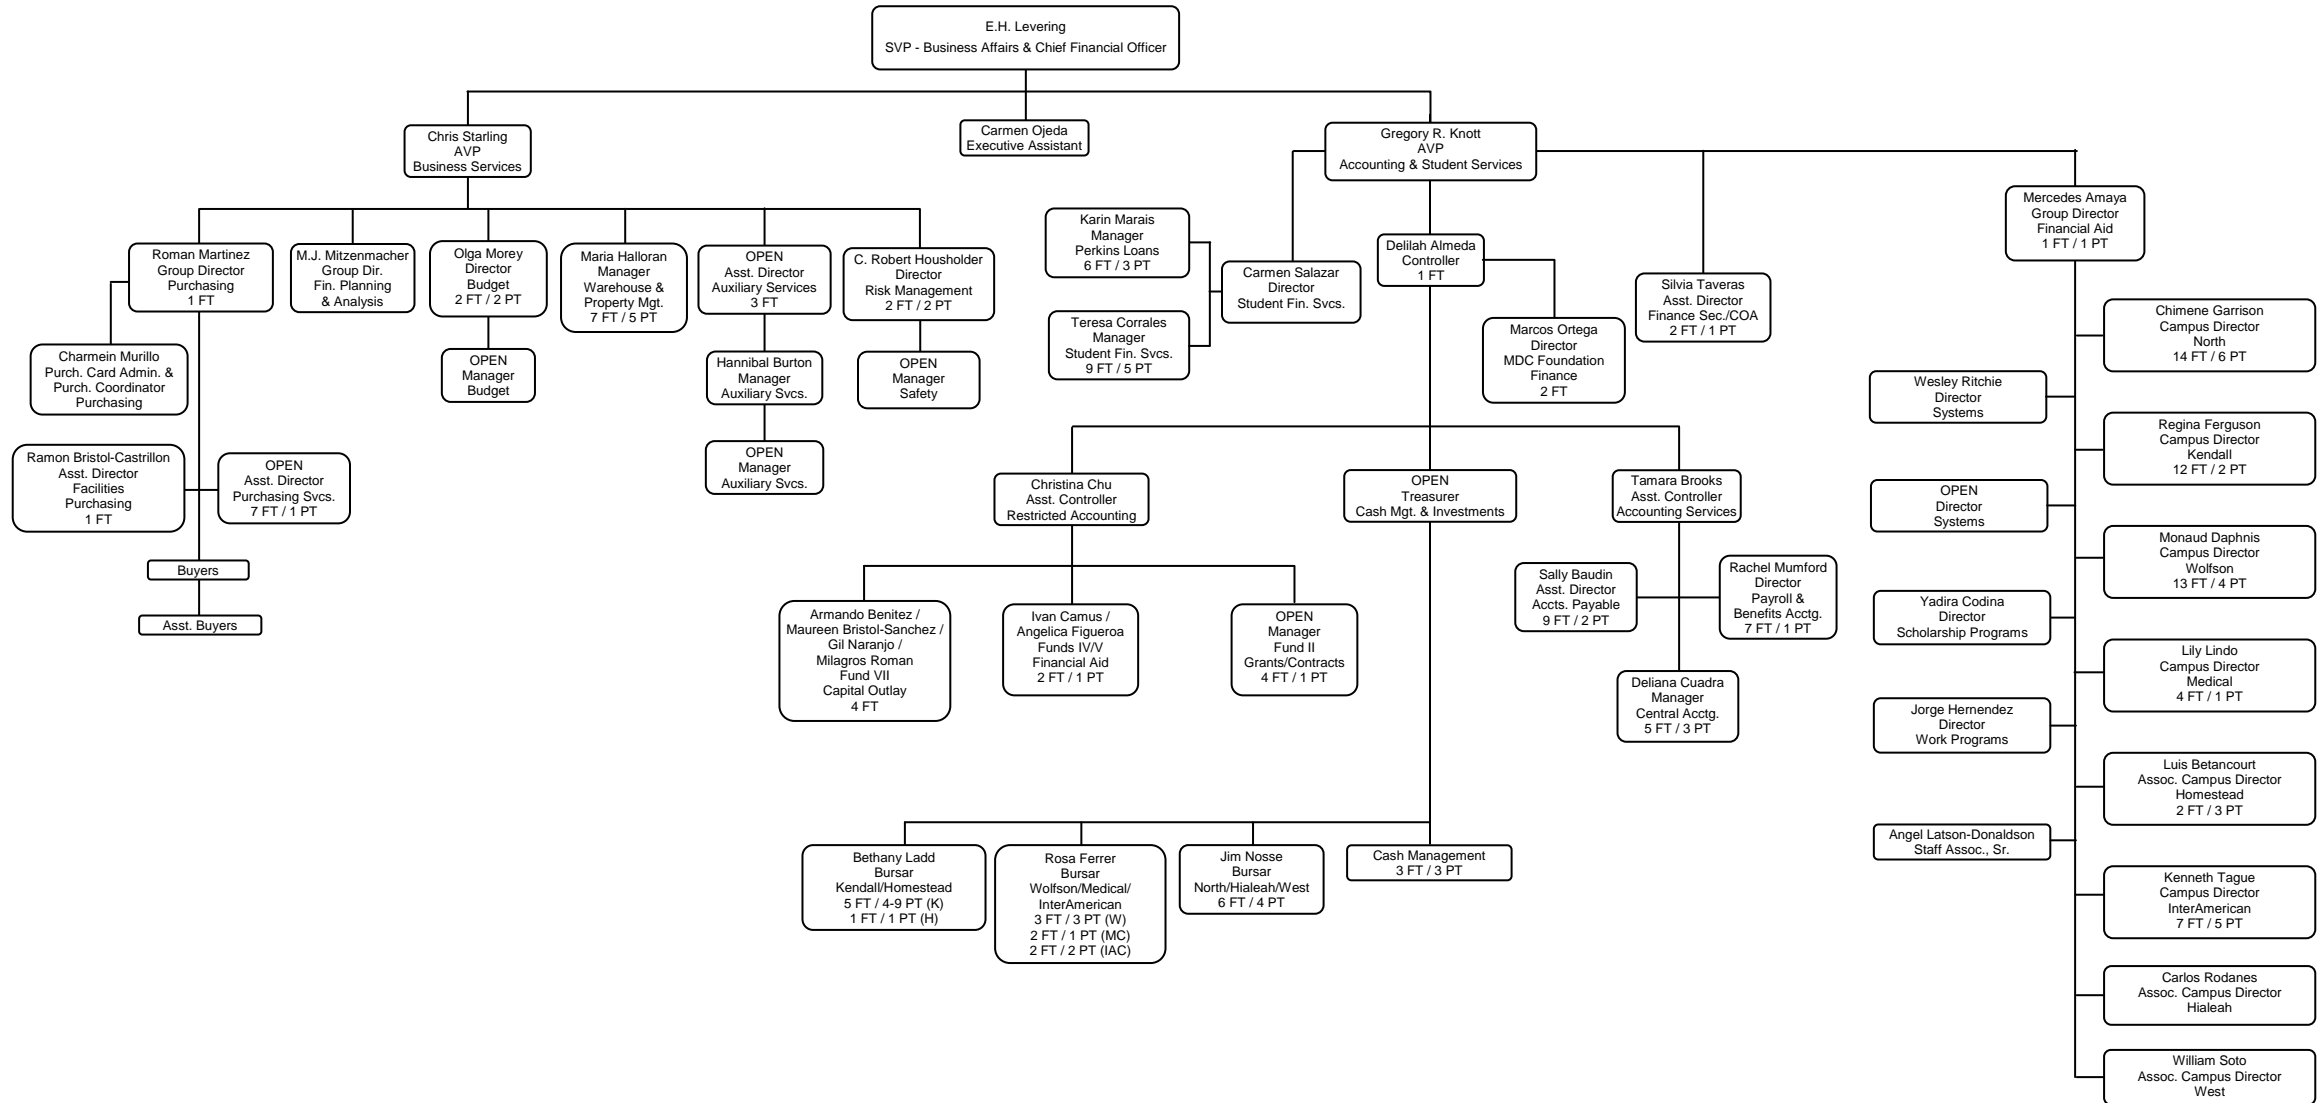 E.H. Levering
SVP - Business Affairs & Chief Financial Officer
Chris Starling
AVP
Business Services
Carmen Ojeda
Executive Assistant
Gregory R. Knott
AVP
Accounting & Student Services
Roman Martinez
Group Director
Purchasing
1 FT
M.J. Mitzenmacher
Group Dir.
Fin. Planning
& Analysis
Olga Morey
Director
Budget
2 FT / 2 PT
Maria Halloran
Manager
Warehouse &
Property Mgt.
7 FT / 5 PT
OPEN
Asst. Director
Auxiliary Services
3 FT
C. Robert Housholder
Director
Risk Management
2 FT / 2 PT
Charmein Murillo
Purch. Card Admin. &
Purch. Coordinator
Purchasing
OPEN
Manager
Budget
Hannibal Burton
Manager
Auxiliary Svcs.
OPEN
Manager
Safety
Ramon Bristol-Castrillon
Asst. Director
Facilities
Purchasing
1 FT
OPEN
Asst. Director
Purchasing Svcs.
7 FT / 1 PT
OPEN
Manager
Auxiliary Svcs.
Buyers
Asst. Buyers
Karin Marais
Manager
Perkins Loans
6 FT / 3 PT
Teresa Corrales
Manager
Student Fin. Svcs.
9 FT / 5 PT
Carmen Salazar
Director
Student Fin. Svcs.
Delilah Almeda
Controller
1 FT
Marcos Ortega
Director
MDC Foundation
Finance
2 FT
Silvia Taveras
Asst. Director
Finance Sec./COA
2 FT / 1 PT
Mercedes Amaya
Group Director
Financial Aid
1 FT / 1 PT
Christina Chu
Asst. Controller
Restricted Accounting
OPEN
Treasurer
Cash Mgt. & Investments
Tamara Brooks
Asst. Controller
Accounting Services
Armando Benitez /
Maureen Bristol-Sanchez /
Gil Naranjo /
Milagros Roman
Fund VII
Capital Outlay
4 FT
Ivan Camus /
Angelica Figueroa
Funds IV/V
Financial Aid
2 FT / 1 PT
OPEN
Manager
Fund II
Grants/Contracts
4 FT / 1 PT
Sally Baudin
Asst. Director
Accts. Payable
9 FT / 2 PT
Rachel Mumford
Director
Payroll &
Benefits Acctg.
7 FT / 1 PT
Deliana Cuadra
Manager
Central Acctg.
5 FT / 3 PT
Bethany Ladd
Bursar
Kendall/Homestead
5 FT / 4-9 PT (K)
1 FT / 1 PT (H)
Rosa Ferrer
Bursar
Wolfson/Medical/
InterAmerican
3 FT / 3 PT (W)
2 FT / 1 PT (MC)
2 FT / 2 PT (IAC)
Jim Nosse
Bursar
North/Hialeah/West
6 FT / 4 PT
Cash Management
3 FT / 3 PT
Chimene Garrison
Campus Director
North
14 FT / 6 PT
Wesley Ritchie
Director
Systems
Regina Ferguson
Campus Director
Kendall
12 FT / 2 PT
OPEN
Director
Systems
Monaud Daphnis
Campus Director
Wolfson
13 FT / 4 PT
Yadira Codina
Director
Scholarship Programs
Lily Lindo
Campus Director
Medical
4 FT / 1 PT
Jorge Hernendez
Director
Work Programs
Luis Betancourt
Assoc. Campus Director
Homestead
2 FT / 3 PT
Angel Latson-Donaldson
Staff Assoc., Sr.
Kenneth Tague
Campus Director
InterAmerican
7 FT / 5 PT
Carlos Rodanes
Assoc. Campus Director
Hialeah
William Soto
Assoc. Campus Director
West